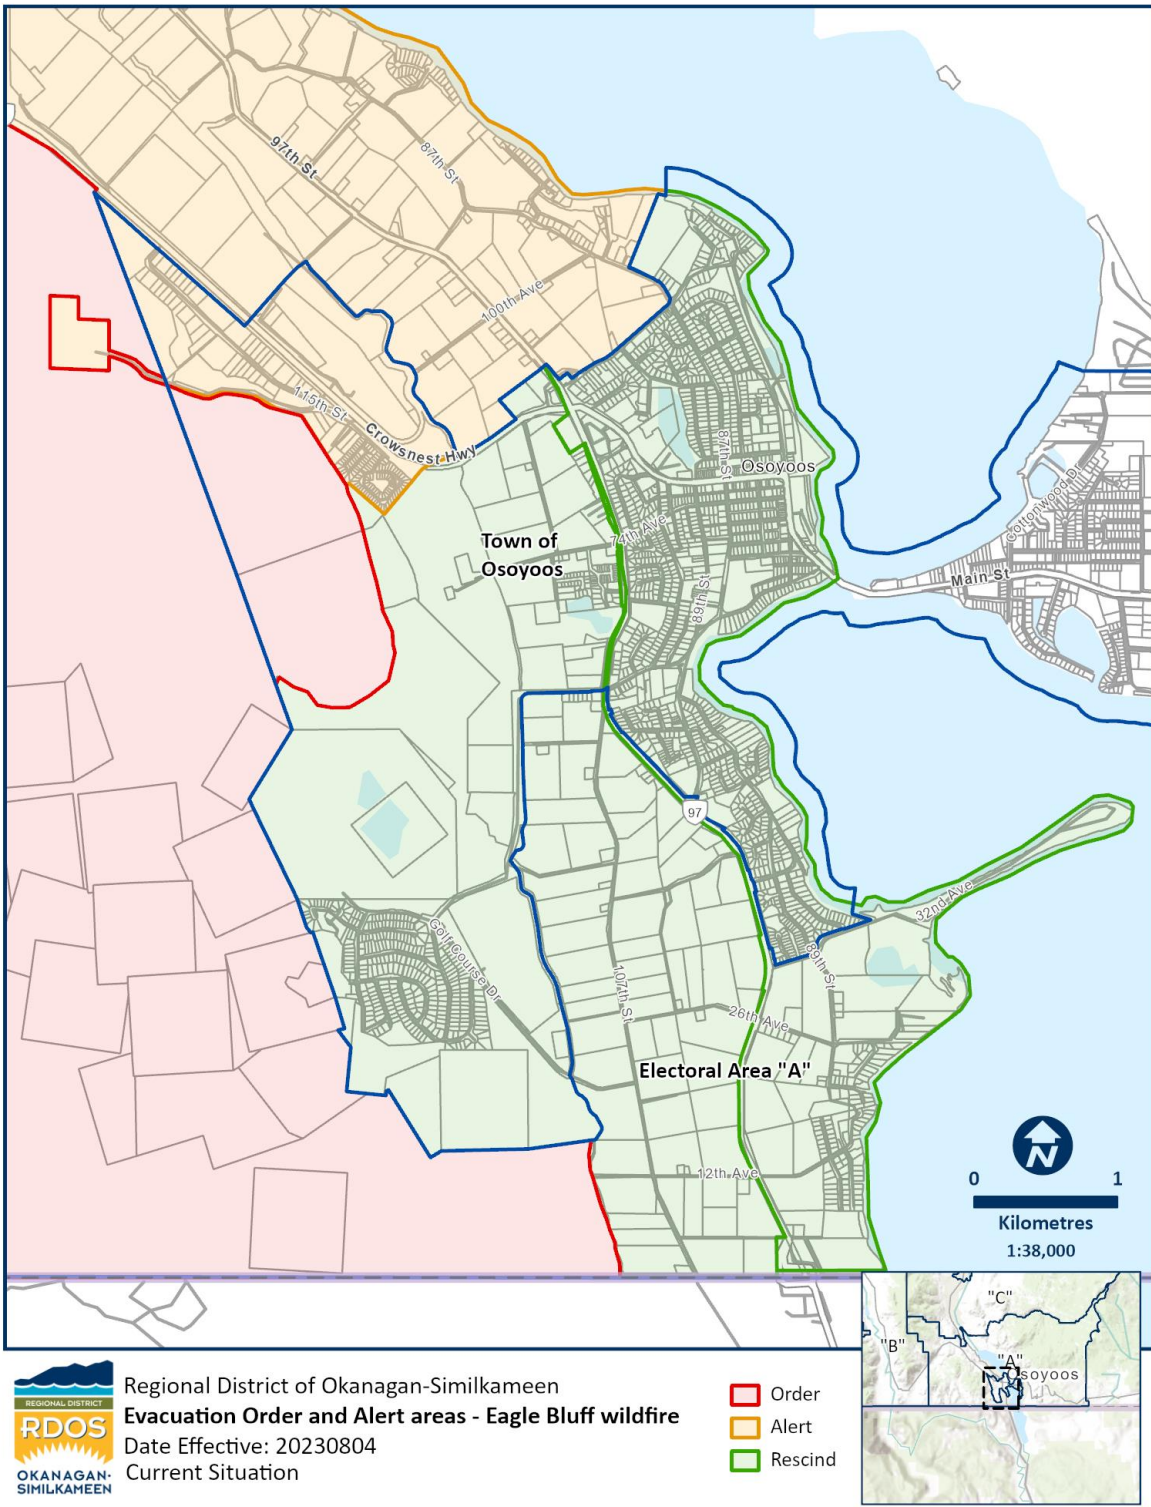 97th St
87th St
100th Ave
115th St
Crowsnest Hwy
87th St
Osoyoos
Cottonwood Dr
Town of
Osoyoos
74th Ave
Main St
89th St
97
32nd Ave
Golf Course Dr
89th St
107th St
26th Ave
Electoral Area "A"
12th Ave
N
0 1
Kilometres
1:38,000
"C"
"B"
"A"
Osoyoos
REGIONAL DISTRICT
RDOS
OKANAGAN-
SIMILKAMEEN
Regional District of Okanagan-Similkameen
Evacuation Order and Alert areas - Eagle Bluff wildfire
Date Effective: 20230804
Current Situation
Order
Alert
Rescind